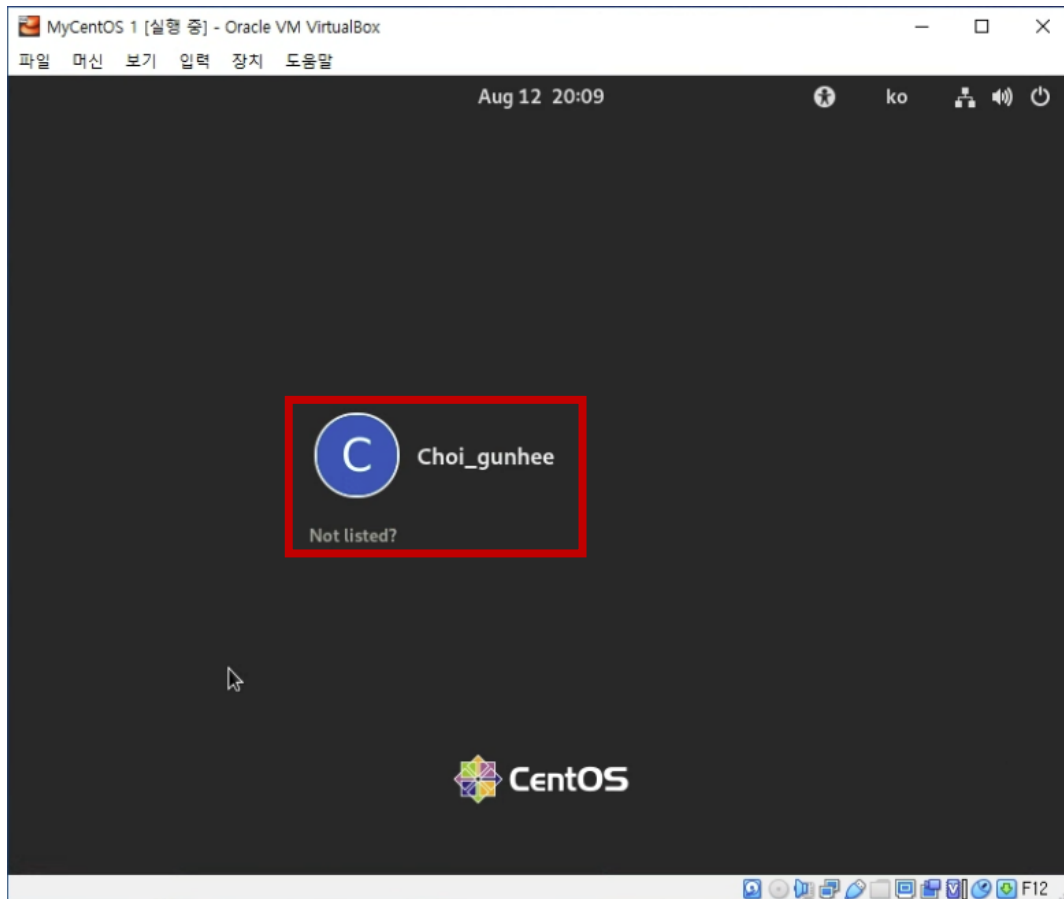 MyCentOS 1 [실행 중] - Oracle VM VirtualBox
파일 머신 보기 입력 장치 도움말
Aug 12 20:09 ko
C Choi_gunhee
Not listed?
CentOS
F12